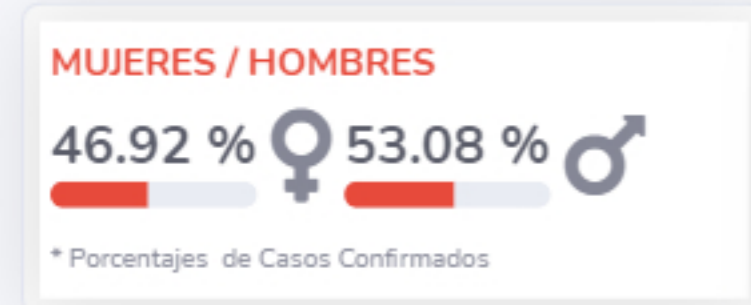 MUJERES / HOMBRES
46.92 % 53.08 %
* Porcentajes de Casos Confirmados